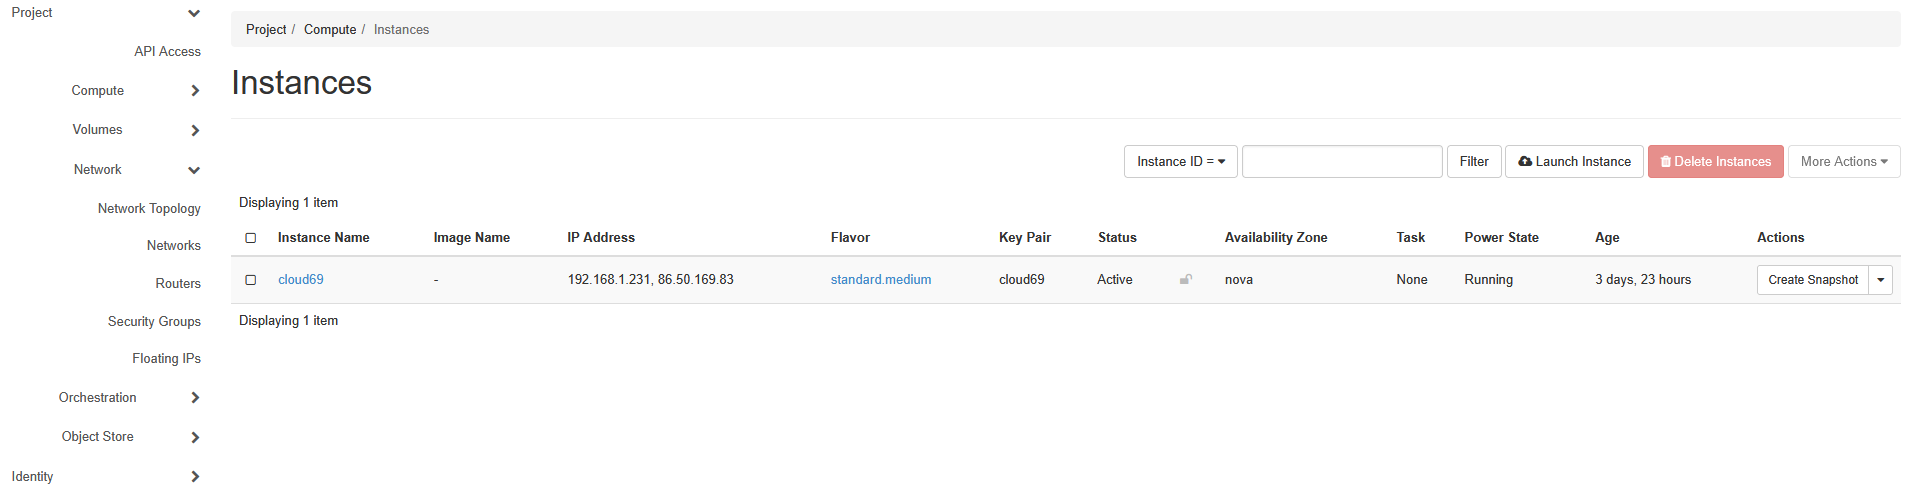 Project
API Access
Compute
Volumes
Network
Network Topology
Networks
Routers
Security Groups
Floating IPs
Orchestration
Object Store
Identity
Project / Compute / Instances
Instances
Instance ID = Filter Launch Instance Delete Instances More Actions
Displaying 1 item
Instance Name Image Name IP Address Flavor Key Pair Status Availability Zone Task Power State Age Actions
cloud69 - 192.168.1.231, 86.50.169.83 standard.medium cloud69 Active nova None Running 3 days, 23 hours Create Snapshot
Displaying 1 item